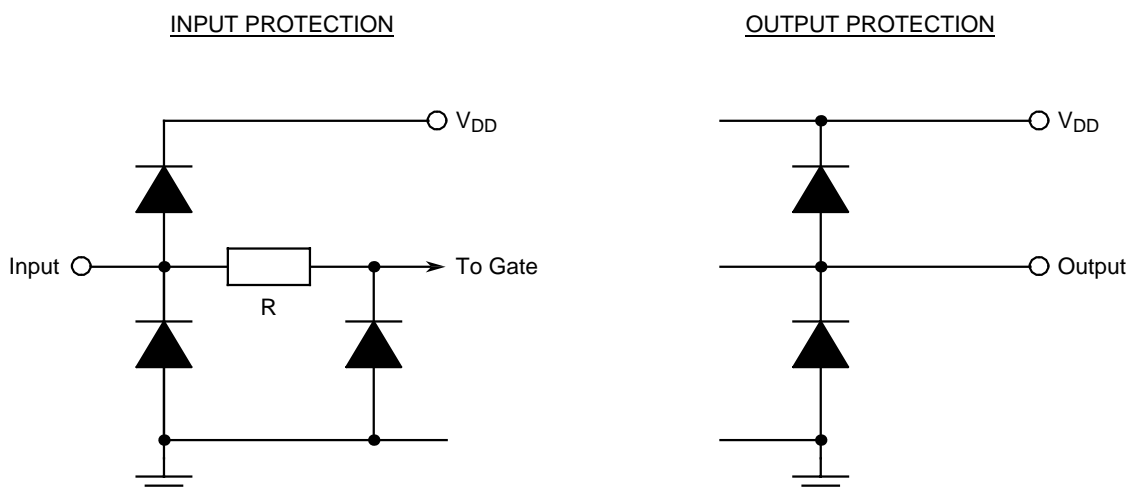 INPUT PROTECTION
OUTPUT PROTECTION
VDD
VDD
Input
To Gate
Output
R